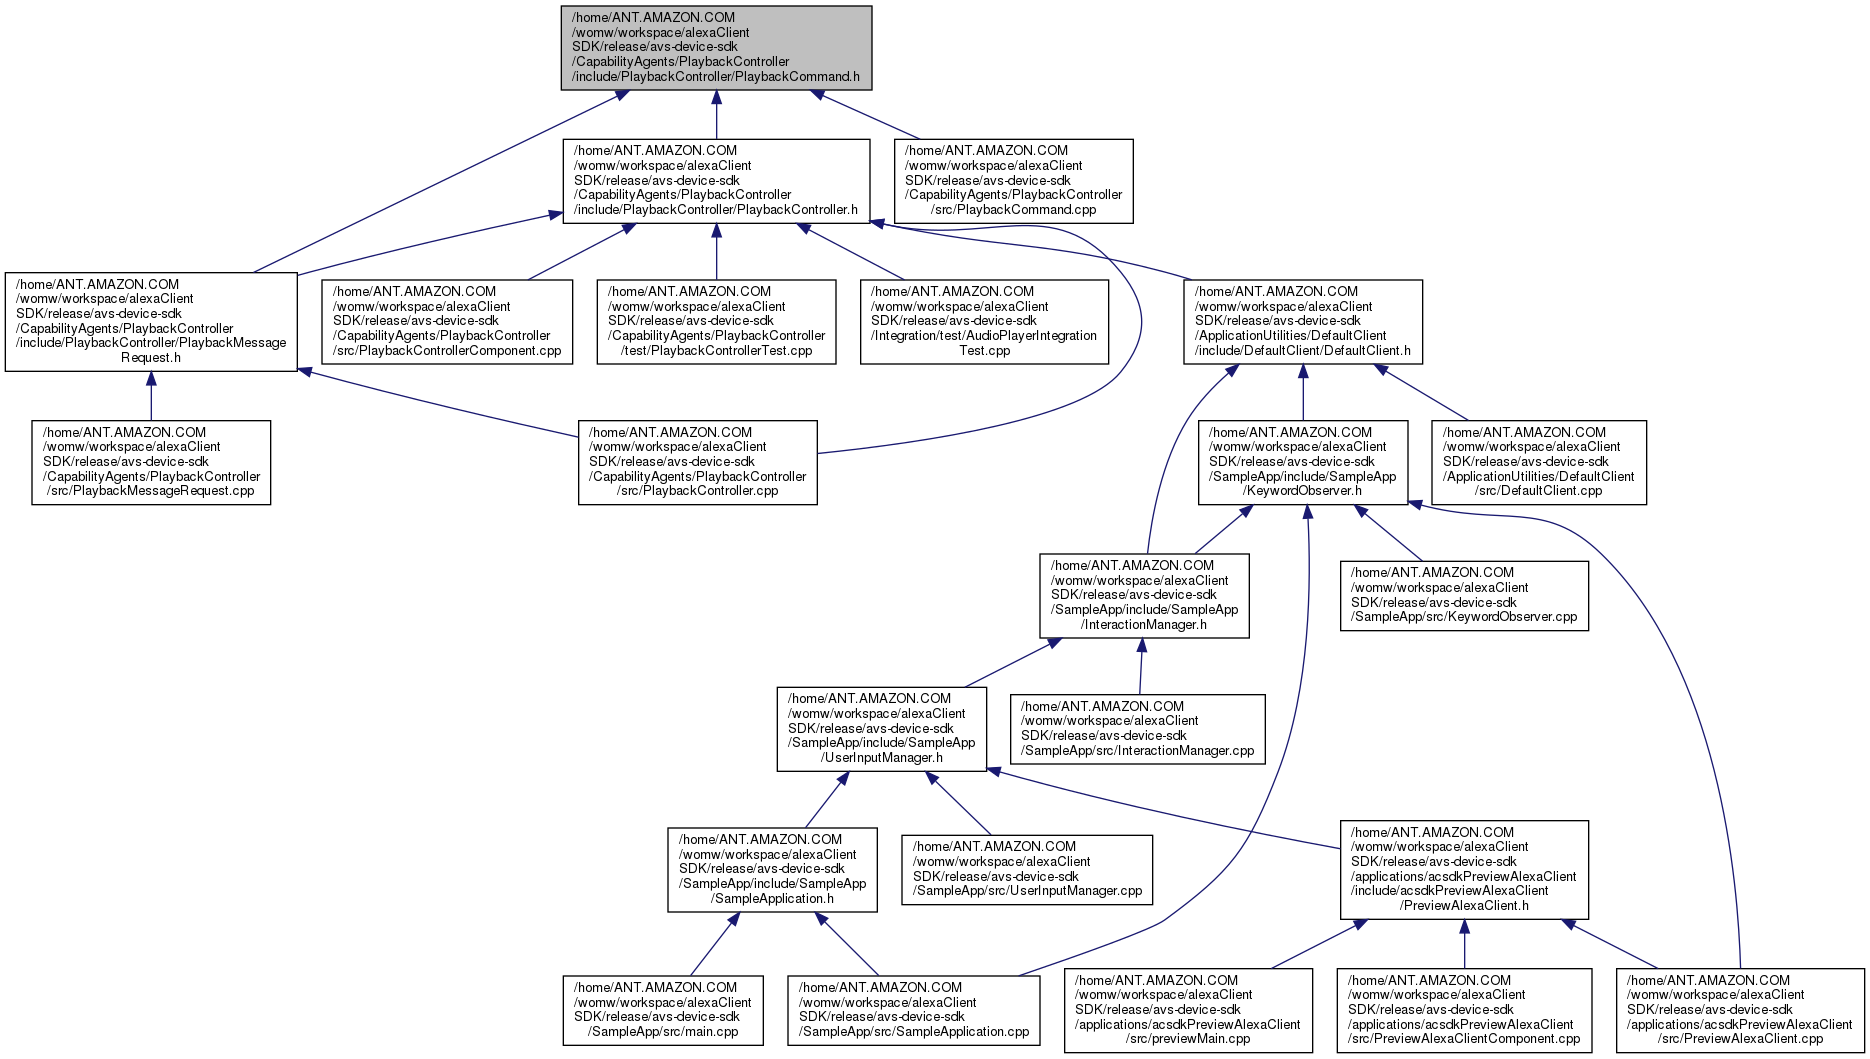 /home/ANT.AMAZON.COM
/womw/workspace/alexaClient
SDK/release/avs-device-sdk
/CapabilityAgents/PlaybackController
/include/PlaybackController/PlaybackCommand.h
/home/ANT.AMAZON.COM
/womw/workspace/alexaClient
SDK/release/avs-device-sdk
/CapabilityAgents/PlaybackController
/include/PlaybackController/PlaybackController.h
/home/ANT.AMAZON.COM
/womw/workspace/alexaClient
SDK/release/avs-device-sdk
/CapabilityAgents/PlaybackController
/src/PlaybackCommand.cpp
/home/ANT.AMAZON.COM
/womw/workspace/alexaClient
SDK/release/avs-device-sdk
/CapabilityAgents/PlaybackController
/include/PlaybackController/PlaybackMessage
Request.h
/home/ANT.AMAZON.COM
/womw/workspace/alexaClient
SDK/release/avs-device-sdk
/CapabilityAgents/PlaybackController
/src/PlaybackControllerComponent.cpp
/home/ANT.AMAZON.COM
/womw/workspace/alexaClient
SDK/release/avs-device-sdk
/CapabilityAgents/PlaybackController
/test/PlaybackControllerTest.cpp
/home/ANT.AMAZON.COM
/womw/workspace/alexaClient
SDK/release/avs-device-sdk
/Integration/test/AudioPlayerIntegration
Test.cpp
/home/ANT.AMAZON.COM
/womw/workspace/alexaClient
SDK/release/avs-device-sdk
/ApplicationUtilities/DefaultClient
/include/DefaultClient/DefaultClient.h
/home/ANT.AMAZON.COM
/womw/workspace/alexaClient
SDK/release/avs-device-sdk
/CapabilityAgents/PlaybackController
/src/PlaybackMessageRequest.cpp
/home/ANT.AMAZON.COM
/womw/workspace/alexaClient
SDK/release/avs-device-sdk
/CapabilityAgents/PlaybackController
/src/PlaybackController.cpp
/home/ANT.AMAZON.COM
/womw/workspace/alexaClient
SDK/release/avs-device-sdk
/SampleApp/include/SampleApp
/KeywordObserver.h
/home/ANT.AMAZON.COM
/womw/workspace/alexaClient
SDK/release/avs-device-sdk
/ApplicationUtilities/DefaultClient
/src/DefaultClient.cpp
/home/ANT.AMAZON.COM
/womw/workspace/alexaClient
SDK/release/avs-device-sdk
/SampleApp/include/SampleApp
/InteractionManager.h
/home/ANT.AMAZON.COM
/womw/workspace/alexaClient
SDK/release/avs-device-sdk
/SampleApp/src/KeywordObserver.cpp
/home/ANT.AMAZON.COM
/womw/workspace/alexaClient
SDK/release/avs-device-sdk
/SampleApp/include/SampleApp
/UserInputManager.h
/home/ANT.AMAZON.COM
/womw/workspace/alexaClient
SDK/release/avs-device-sdk
/SampleApp/src/InteractionManager.cpp
/home/ANT.AMAZON.COM
/womw/workspace/alexaClient
SDK/release/avs-device-sdk
/SampleApp/include/SampleApp
/SampleApplication.h
/home/ANT.AMAZON.COM
/womw/workspace/alexaClient
SDK/release/avs-device-sdk
/SampleApp/src/UserInputManager.cpp
/home/ANT.AMAZON.COM
/womw/workspace/alexaClient
SDK/release/avs-device-sdk
/applications/acsdkPreviewAlexaClient
/include/acsdkPreviewAlexaClient
/PreviewAlexaClient.h
/home/ANT.AMAZON.COM
/womw/workspace/alexaClient
SDK/release/avs-device-sdk
/SampleApp/src/main.cpp
/home/ANT.AMAZON.COM
/womw/workspace/alexaClient
SDK/release/avs-device-sdk
/SampleApp/src/SampleApplication.cpp
/home/ANT.AMAZON.COM
/womw/workspace/alexaClient
SDK/release/avs-device-sdk
/applications/acsdkPreviewAlexaClient
/src/previewMain.cpp
/home/ANT.AMAZON.COM
/womw/workspace/alexaClient
SDK/release/avs-device-sdk
/applications/acsdkPreviewAlexaClient
/src/PreviewAlexaClientComponent.cpp
/home/ANT.AMAZON.COM
/womw/workspace/alexaClient
SDK/release/avs-device-sdk
/applications/acsdkPreviewAlexaClient
/src/PreviewAlexaClient.cpp